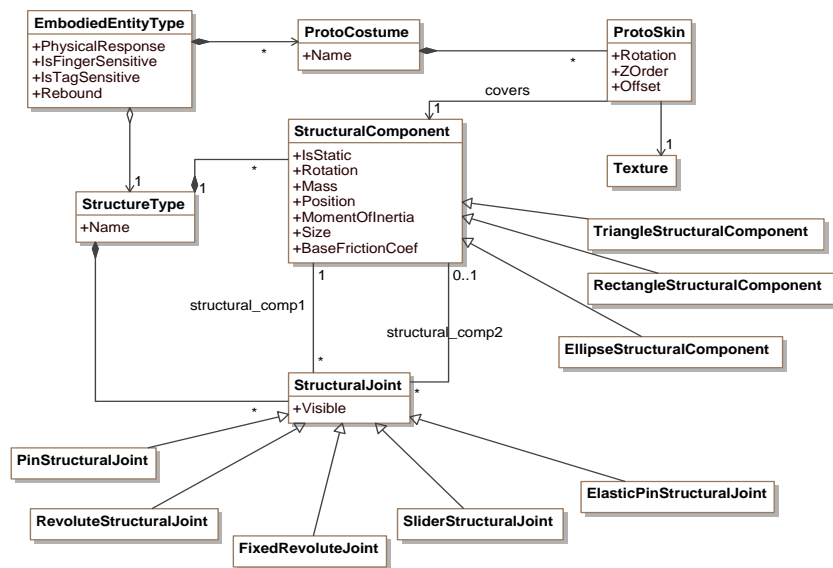 EmbodiedEntityType
+PhysicalResponse
+IsFingerSensitive
+IsTagSensitive
+Rebound
*
ProtoCostume
+Name
*
ProtoSkin
+Rotation
+ZOrder
+Offset
covers
1
1
Texture
StructuralComponent
+IsStatic
+Rotation
+Mass
+Position
+MomentOfInertia
+Size
+BaseFrictionCoef
*
1
1
StructureType
+Name
TriangleStructuralComponent
RectangleStructuralComponent
EllipseStructuralComponent
1
0..1
structural_comp1
structural_comp2
*
*
StructuralJoint
+Visible
*
PinStructuralJoint
RevoluteStructuralJoint
FixedRevoluteJoint
SliderStructuralJoint
ElasticPinStructuralJoint